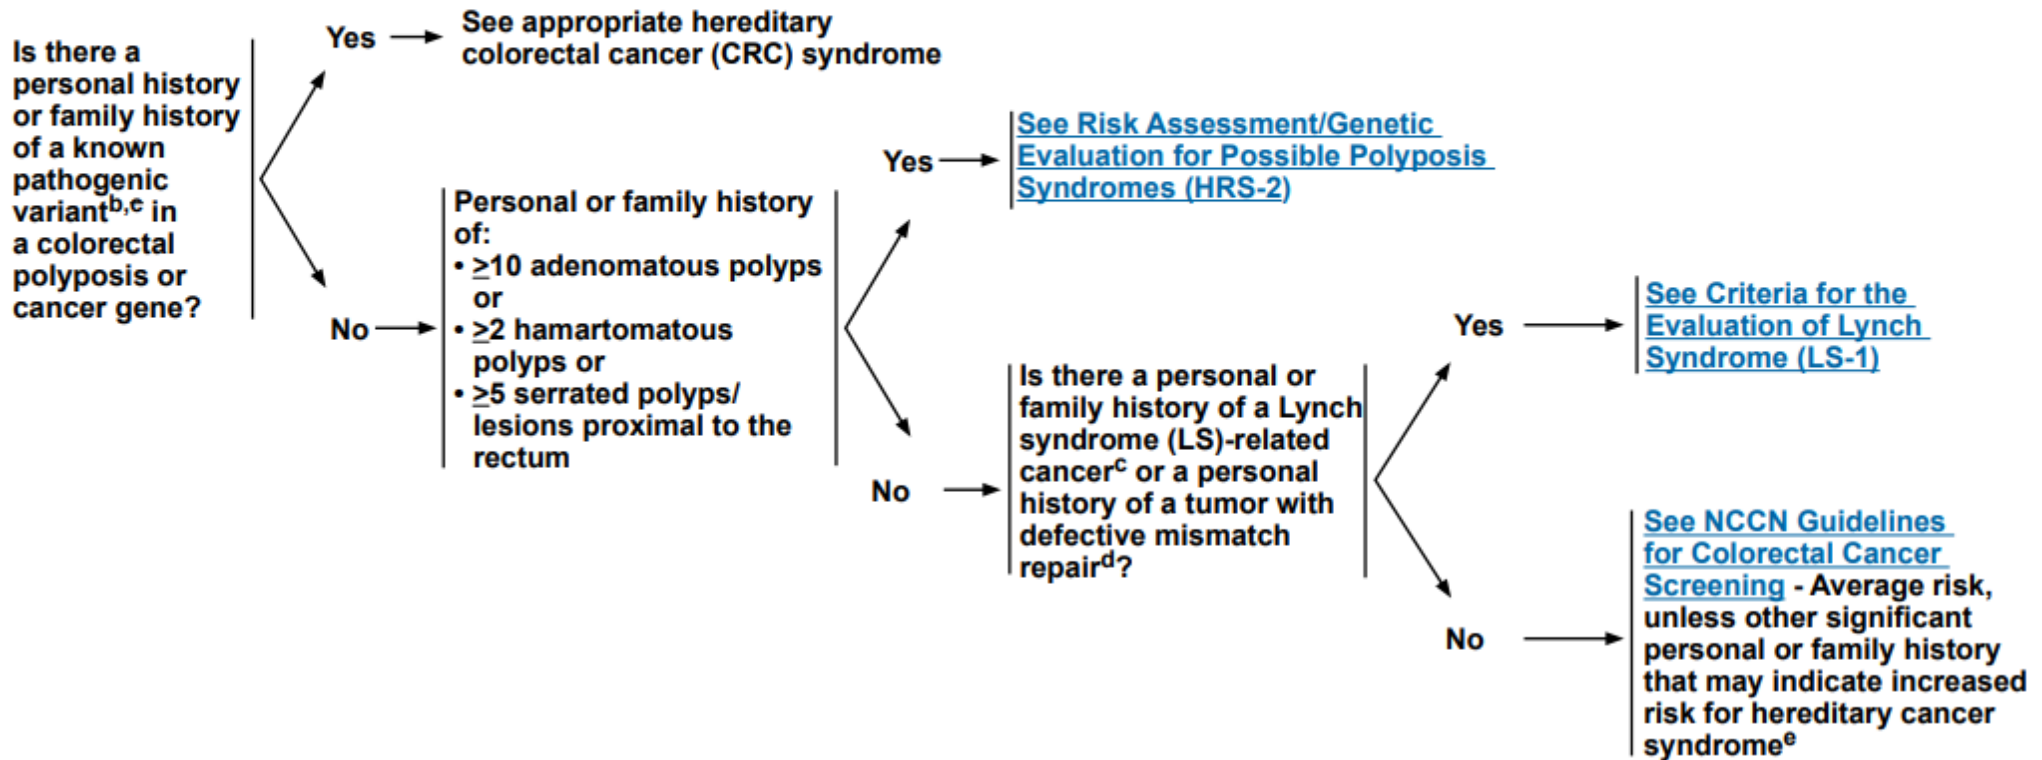 Is there a
personal history
or family history
of a known
pathogenic
variantb,e in
a colorectal
polyposis or
cancer gene?
Yes
See appropriate hereditary
colorectal cancer (CRC) syndrome
No
Personal or family history
of:
• ≥10 adenomatous polyps
or
• ≥2 hamartomatous
polyps or
• ≥5 serrated polyps/
lesions proximal to the
rectum
Yes
See Risk Assessment/Genetic
Evaluation for Possible Polyposis
Syndromes (HRS-2)
No
Is there a personal or
family history of a Lynch
syndrome (LS)-related
cancerc or a personal
history of a tumor with
defective mismatch
repaird?
Yes
See Criteria for the
Evaluation of Lynch
Syndrome (LS-1)
No
See NCCN Guidelines
for Colorectal Cancer
Screening - Average risk,
unless other significant
personal or family history
that may indicate increased
risk for hereditary cancer
syndromee